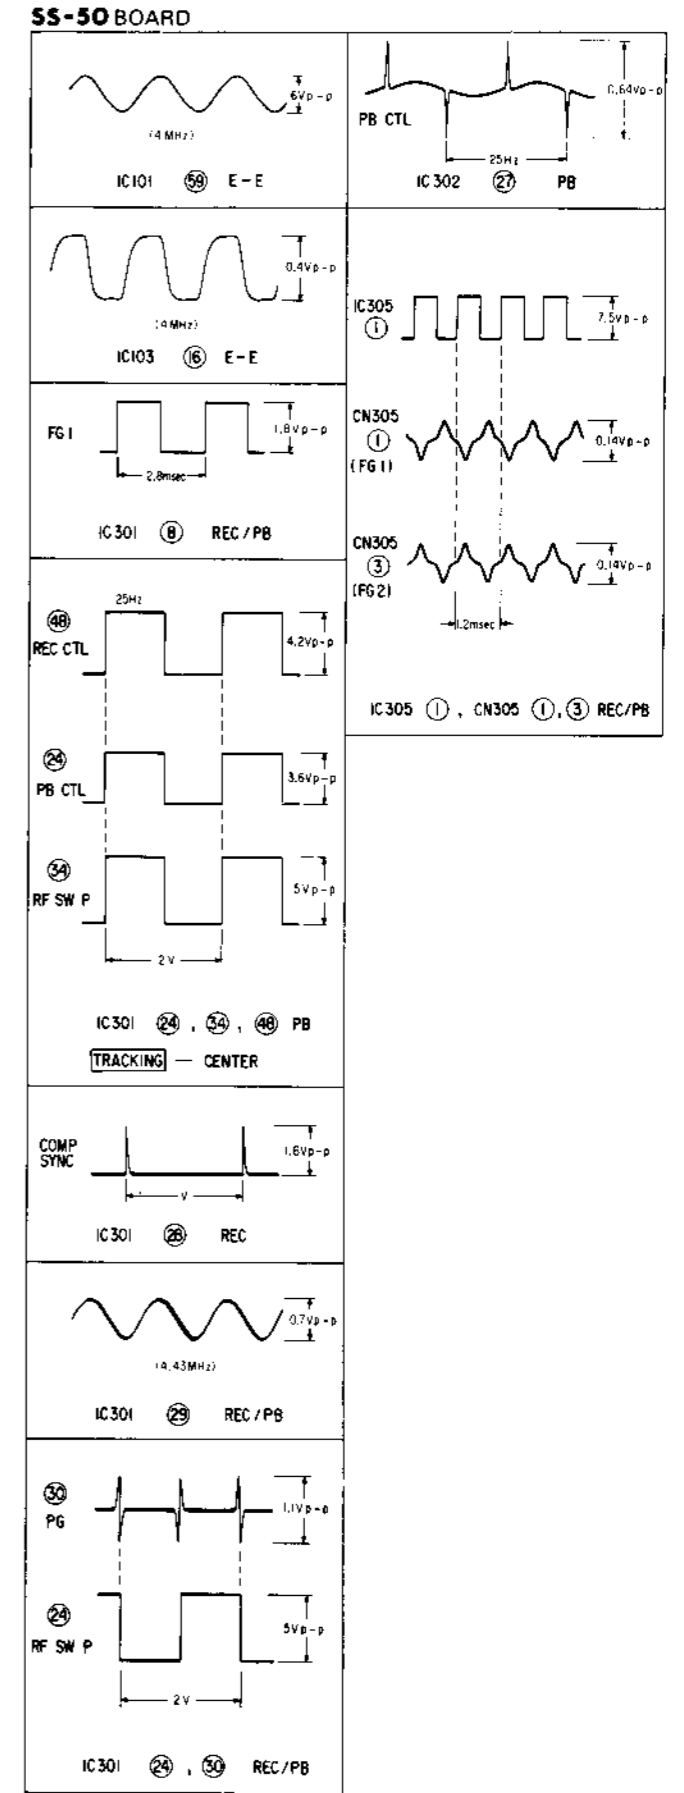 SS-50 BOARD
6Vp-p
(4MHz)
IC101 59 E-E
0.4Vp-p
(4MHz)
IC103 16 E-E
FG1
1.8Vp-p
2.8msec
IC301 8 REC/PB
25Hz
48
REC CTL
4.2Vp-p
24
PB CTL
3.6Vp-p
34
RF SW P
5Vp-p
2V
IC301 24, 34, 48 PB
TRACKING — CENTER
COMP
SYNC
1.6Vp-p
V
IC301 28 REC
0.7Vp-p
(4.43MHz)
IC301 29 REC/PB
30
PG
1.1Vp-p
24
RF SW P
5Vp-p
2V
IC301 24, 30 REC/PB
PB CTL
0.64Vp-p
25Hz
IC302 27 PB
IC305
1
7.5Vp-p
CN305
1
(FG1)
0.14Vp-p
CN305
3
(FG2)
0.14Vp-p
1.2msec
IC305 1, CN305 1, 3 REC/PB